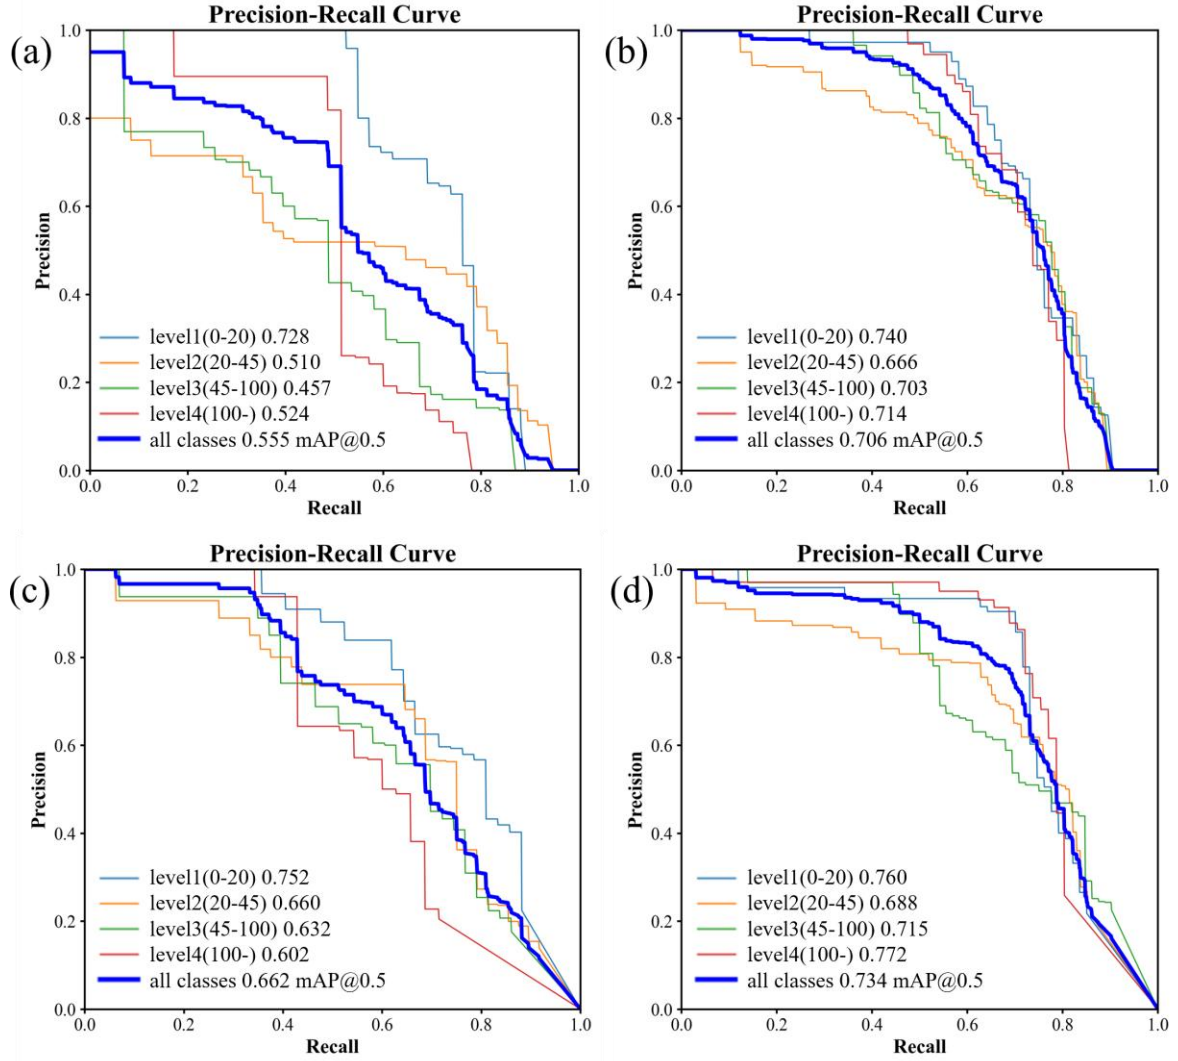 (a)
Precision-Recall Curve
1.0
0.8
0.6
0.4
0.2
0.0
Precision
level1(0-20) 0.728
level2(20-45) 0.510
level3(45-100) 0.457
level4(100-) 0.524
all classes 0.555 mAP@0.5
0.0 0.2 0.4 0.6 0.8 1.0
Recall
(b)
Precision-Recall Curve
1.0
0.8
0.6
0.4
0.2
0.0
Precision
level1(0-20) 0.740
level2(20-45) 0.666
level3(45-100) 0.703
level4(100-) 0.714
all classes 0.706 mAP@0.5
0.0 0.2 0.4 0.6 0.8 1.0
Recall
(c)
Precision-Recall Curve
1.0
0.8
0.6
0.4
0.2
0.0
Precision
level1(0-20) 0.752
level2(20-45) 0.660
level3(45-100) 0.632
level4(100-) 0.602
all classes 0.662 mAP@0.5
0.0 0.2 0.4 0.6 0.8 1.0
Recall
(d)
Precision-Recall Curve
1.0
0.8
0.6
0.4
0.2
0.0
Precision
level1(0-20) 0.760
level2(20-45) 0.688
level3(45-100) 0.715
level4(100-) 0.772
all classes 0.734 mAP@0.5
0.0 0.2 0.4 0.6 0.8 1.0
Recall